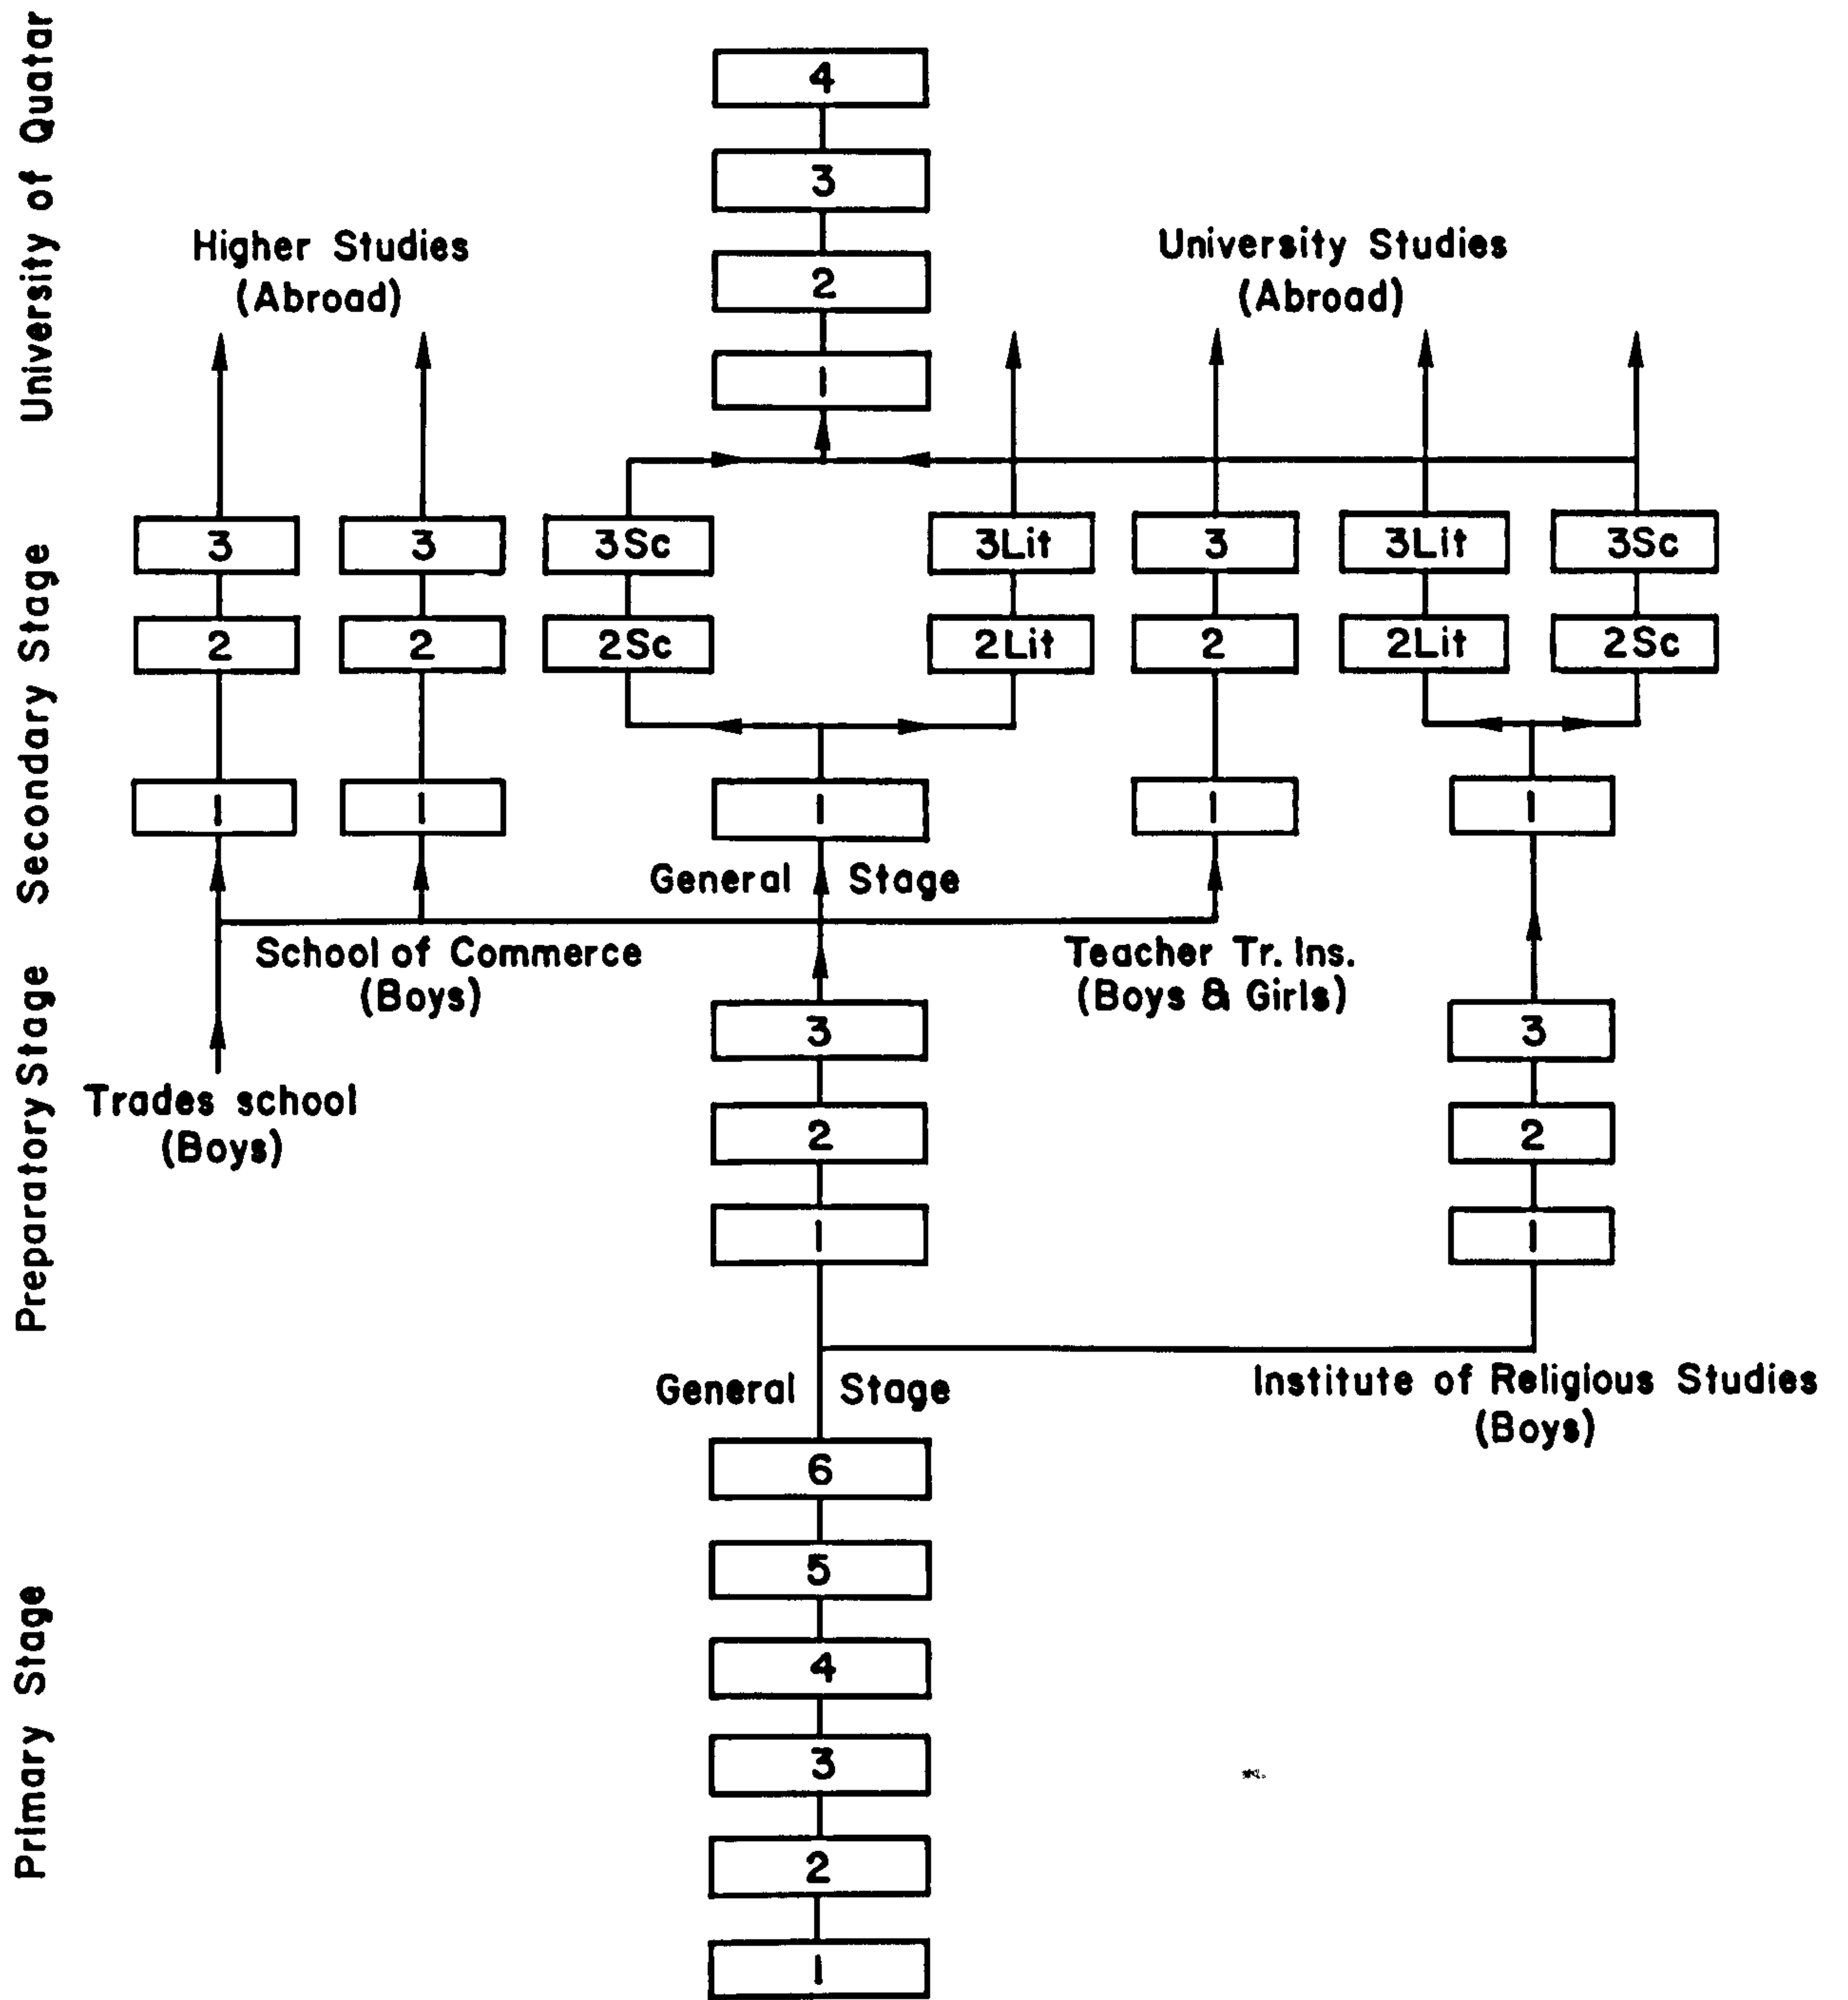 University of Quatar
Secondary Stage
Preparatory Stage
Primary Stage
4
3
Higher Studies
(Abroad)
University Studies
(Abroad)
2
1
3
3
3Sc
3Lit
3
3Lit
3Sc
2
2
2Sc
2Lit
2
2Lit
2Sc
1
1
1
1
1
General Stage
School of Commerce
(Boys)
Teacher Tr. Ins.
(Boys & Girls)
3
3
Trades school
(Boys)
2
2
1
1
General Stage
Institute of Religious Studies
(Boys)
6
5
4
3
2
1